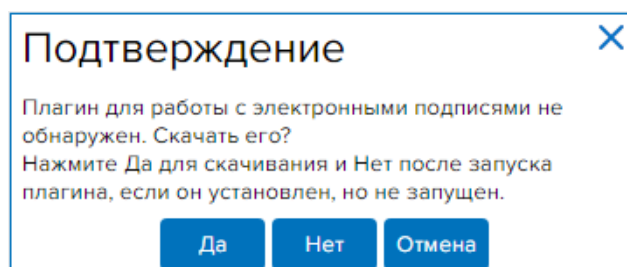 Подтверждение
Плагин для работы с электронными подписями не
обнаружен. Скачать его?
Нажмите Да для скачивания и Нет после запуска
плагина, если он установлен, но не запущен.
Да Нет Отмена